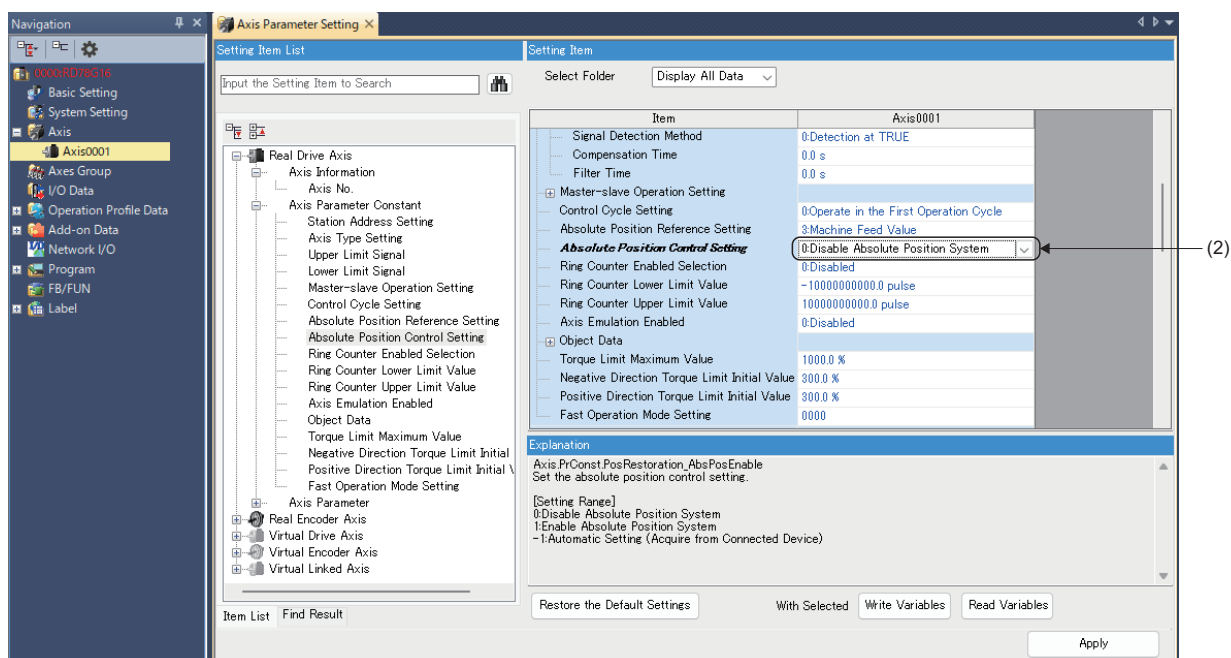 Navigation
0000:RD78G16
Basic Setting
System Setting
Axis
Axis0001
Axes Group
I/O Data
Operation Profile Data
Add-on Data
Network I/O
Program
FB/FUN
Label
Axis Parameter Setting
Setting Item List
Input the Setting Item to Search
Real Drive Axis
Axis Information
Axis No.
Axis Parameter Constant
Station Address Setting
Axis Type Setting
Upper Limit Signal
Lower Limit Signal
Master-slave Operation Setting
Control Cycle Setting
Absolute Position Reference Setting
Absolute Position Control Setting
Ring Counter Enabled Selection
Ring Counter Lower Limit Value
Ring Counter Upper Limit Value
Axis Emulation Enabled
Object Data
Torque Limit Maximum Value
Negative Direction Torque Limit Initial
Positive Direction Torque Limit Initial V
Fast Operation Mode Setting
Axis Parameter
Real Encoder Axis
Virtual Drive Axis
Virtual Encoder Axis
Virtual Linked Axis
Item List Find Result
Setting Item
Select Folder Display All Data
Item Axis0001
Signal Detection Method 0:Detection at TRUE
Compensation Time 0.0 s
Filter Time 0.0 s
Master-slave Operation Setting
Control Cycle Setting 0:Operate in the First Operation Cycle
Absolute Position Reference Setting 3:Machine Feed Value
Absolute Position Control Setting 0:Disable Absolute Position System (2)
Ring Counter Enabled Selection 0:Disabled
Ring Counter Lower Limit Value -10000000000.0 pulse
Ring Counter Upper Limit Value 10000000000.0 pulse
Axis Emulation Enabled 0:Disabled
Object Data
Torque Limit Maximum Value 1000.0 %
Negative Direction Torque Limit Initial Value 300.0 %
Positive Direction Torque Limit Initial Value 300.0 %
Fast Operation Mode Setting 0000
Explanation
Axis.PrConst.PosRestoration_AbsPosEnable
Set the absolute position control setting.
[Setting Range]
0:Disable Absolute Position System
1:Enable Absolute Position System
-1:Automatic Setting (Acquire from Connected Device)
Restore the Default Settings With Selected Write Variables Read Variables
Apply